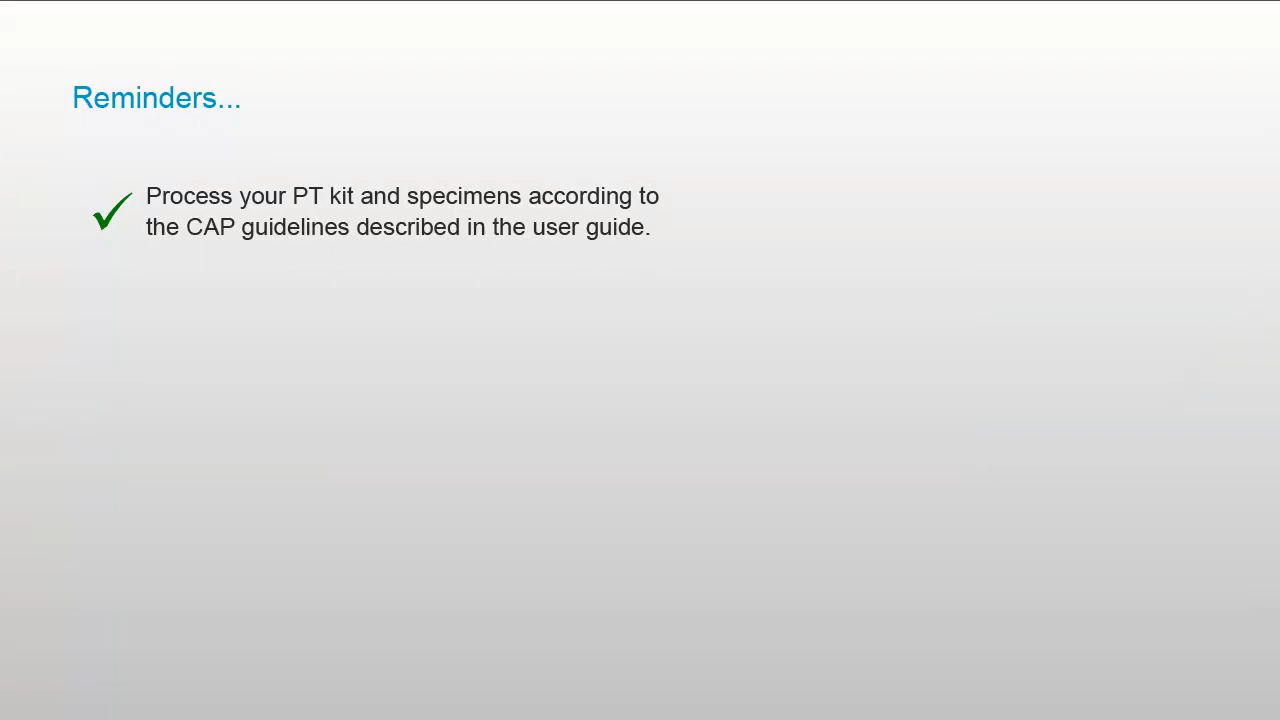 Reminders...
Process your PT kit and specimens according to
the CAP guidelines described in the user guide.